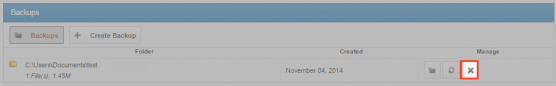 Backups
Backups
Create Backup
Folder Created Manage
C:\Users\Documents\test November 04, 2014
1 File(s), 1.45M